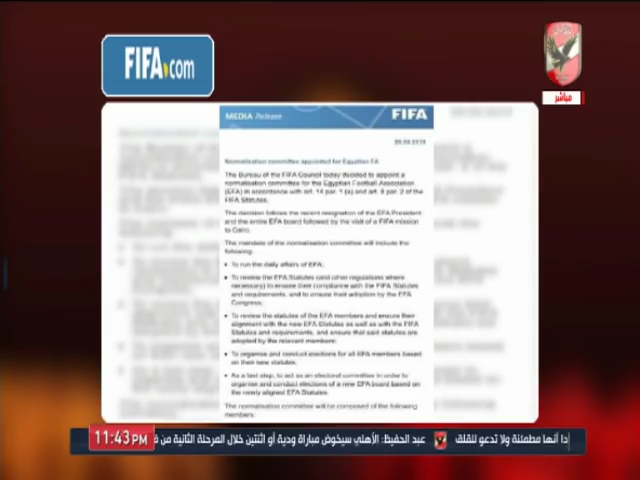 FIFA.com
مباشر
MEDIA Release
FIFA
Normalisation committee appointed for Egyptian FA
The Bureau of the FIFA Council today decided to appoint a
normalisation committee for the Egyptian Football Association
(EFA) in accordance with art. 14 par. 1 (a) and art. 8 par. 2 of the
FIFA Statutes.
The decision follows the recent resignation of the EFA President
and the entire EFA board followed by the visit of a FIFA mission
to Cairo.
The mandate of the normalisation committee will include the
following:
• To run the daily affairs of EFA;
• To review the EFA Statutes (and other regulations where
necessary) to ensure their compliance with the FIFA Statutes
and requirements, and to ensure their adoption by the EFA
Congress;
• To review the statutes of the EFA members and ensure their
alignment with the new EFA Statutes as well as with the FIFA
Statutes and requirements, and ensure that said statutes are
adopted by the relevant members;
• To organise and conduct elections for all EFA members based
on their new statutes;
• As a last step, to act as an electoral committee in order to
organise and conduct elections of a new EFA board based on
the newly aligned EFA Statutes.
The normalisation committee will be composed of the following
members:
إدا أنها مطمئنة ولا تدعو للقلق عبد الحفيظ: الأهلي سيخوض مباراة ودية أو اثنتين خلال المرحلة الثانية من
11:43 PM